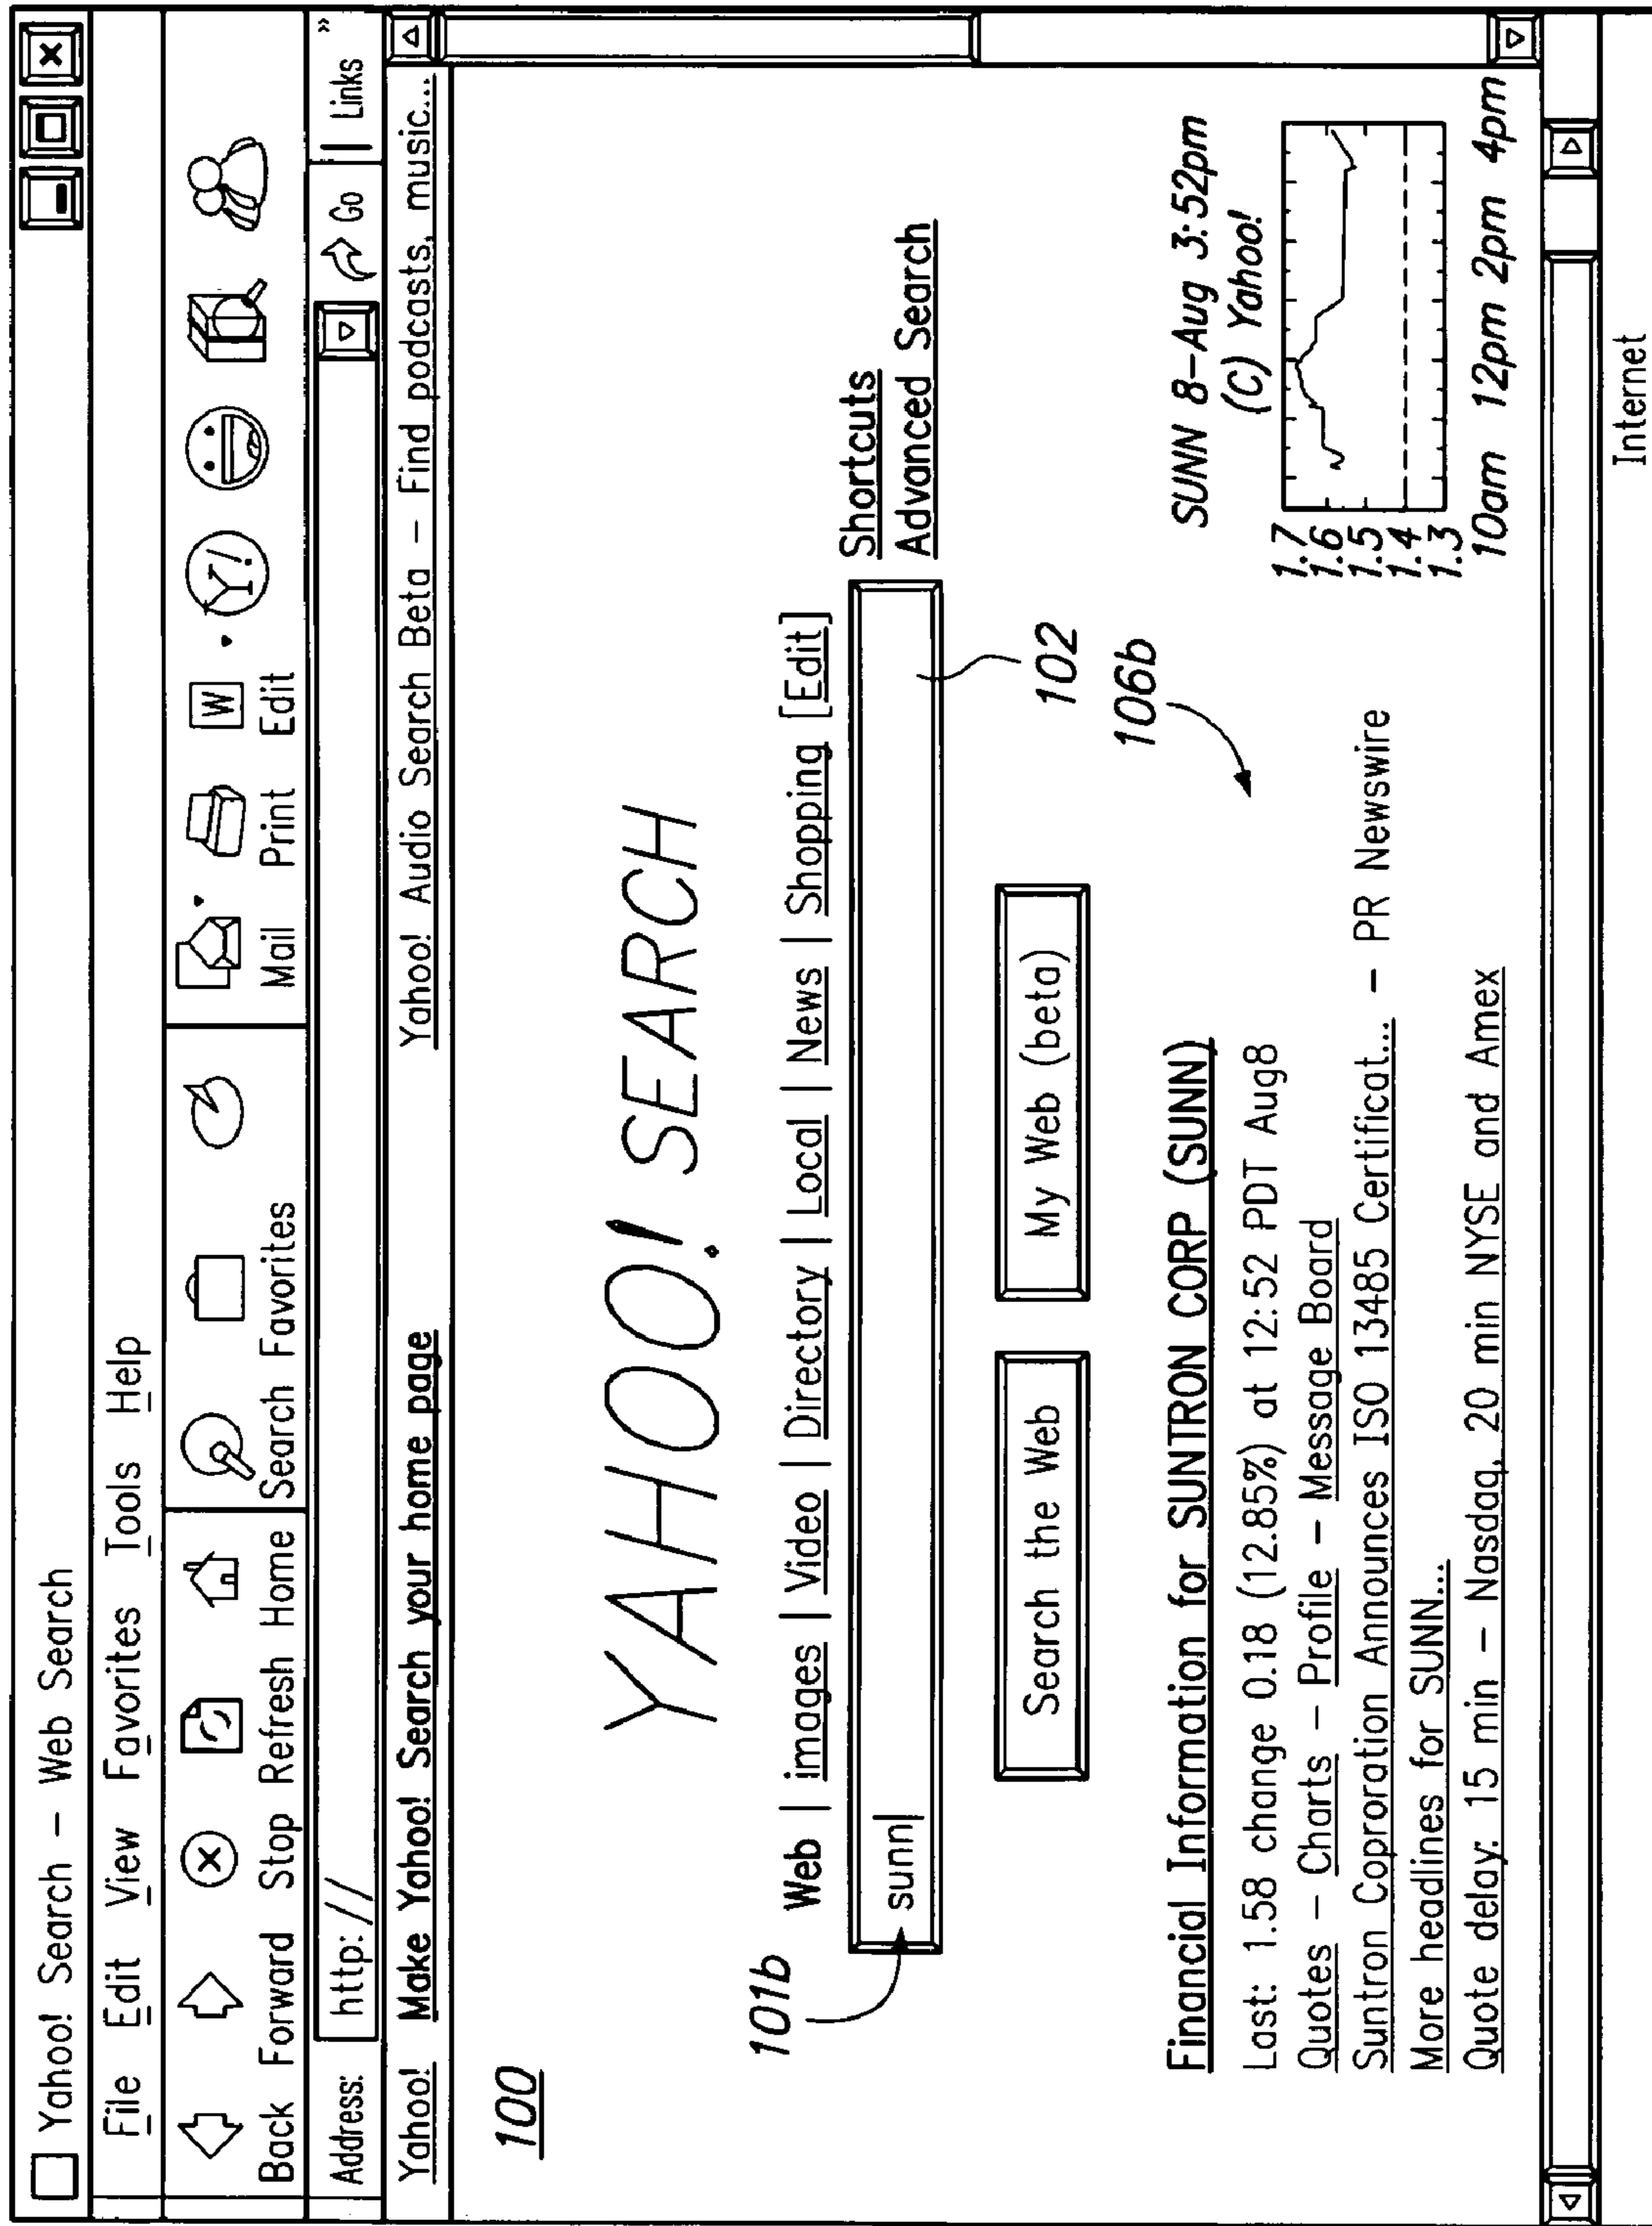 Yahoo! Search – Web Search
File Edit View Favorites Tools Help
W Y!
Back Forward Stop Refresh Home Search Favorites Mail Print Edit
Address: http: // Go Links »
Yahoo! Make Yahoo! Search your home page Yahoo! Audio Search Beta – Find podcasts, music...
100
YAHOO! SEARCH
101b
Web | images | Video | Directory | Local | News | Shopping [Edit]
Shortcuts
sunn
Advanced Search
102
Search the Web My Web (beta)
106b
Financial Information for SUNTRON CORP (SUNN)
Last: 1.58 change 0.18 (12.85%) at 12:52 PDT Aug8
Quotes – Charts – Profile – Message Board
Suntron Coproration Announces ISO 13485 Certificat... – PR Newswire
More headlines for SUNN...
Quote delay: 15 min – Nasdaq, 20 min NYSE and Amex
SUNN 8–Aug 3:52pm
(C) Yahoo!
1.7
1.6
1.5
1.4
1.3
10am 12pm 2pm 4pm
Internet